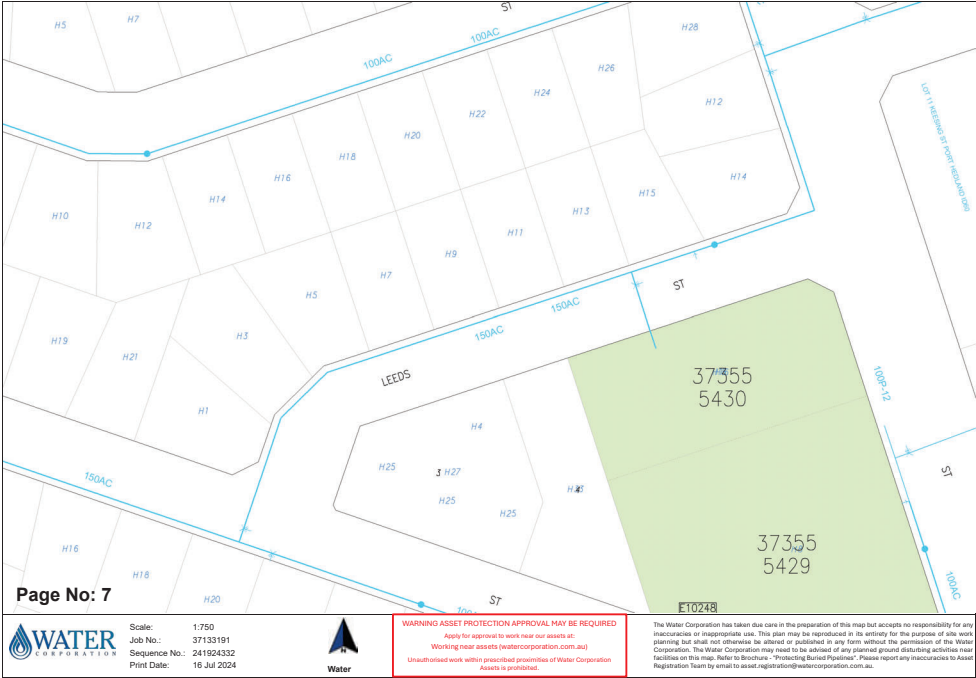 ST
H5
H7
100AC
100AC
H28
H26
H24
H22
H20
H18
H16
H14
H12
H10
H12
H14
H15
H13
H11
H9
H7
H5
H3
H1
H19
H21
LOT 11 KEESING ST PORT HEDLAND (DR)
ST
150AC
150AC
LEEDS
37355
5430
100P-12
H4
H25
3 H27
H25
H25
4
ST
150AC
37355
5429
100AC
H16
H18
H20
ST
E10248
Page No: 7
WATER
CORPORATION
Scale: 1:750
Job No.: 37133191
Sequence No.: 241924332
Print Date: 16 Jul 2024
Water
WARNING ASSET PROTECTION APPROVAL MAY BE REQUIRED
Apply for approval to work near our assets at:
Working near assets (watercorporation.com.au)
Unauthorised work within prescribed proximities of Water Corporation
Assets is prohibited.
The Water Corporation has taken due care in the preparation of this map but accepts no responsibility for any
inaccuracies or inappropriate use. This plan may be reproduced in its entirety for the purpose of site work
planning but shall not otherwise be altered or published in any form without the permission of the Water
Corporation. The Water Corporation may need to be advised of any planned ground disturbing activities near
facilities on this map. Refer to Brochure - "Protecting Buried Pipelines". Please report any inaccuracies to Asset
Registration Team by email to asset.registration@watercorporation.com.au.